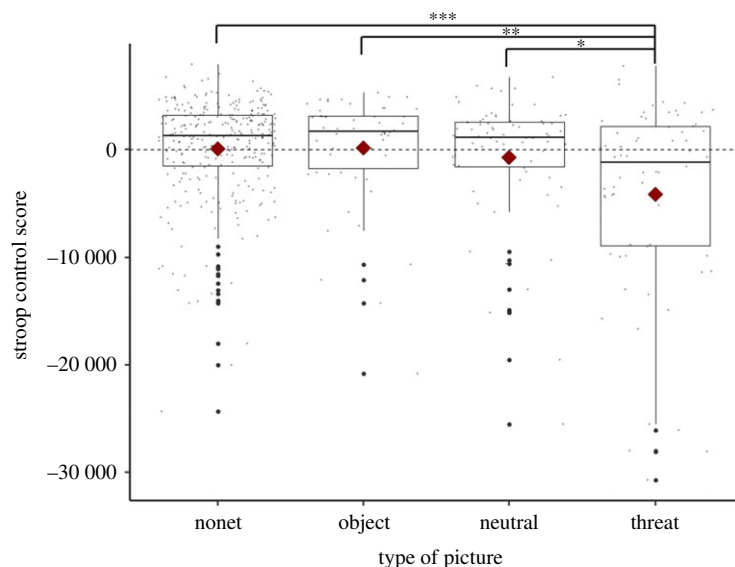 ***
**
*
0
−10 000
−20 000
−30 000
stroop control score
nonet
object
neutral
threat
type of picture